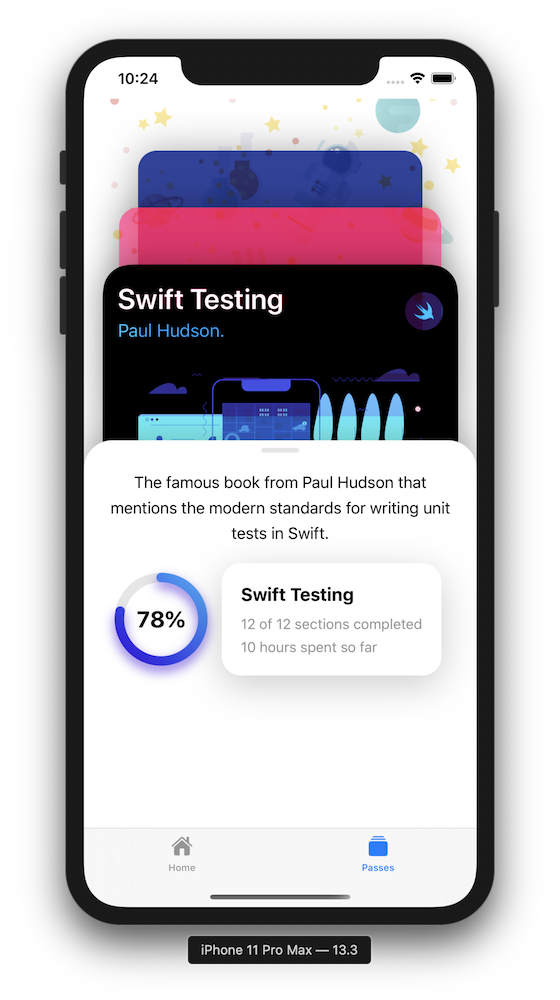 10:24
Swift Testing
Paul Hudson.
The famous book from Paul Hudson that
mentions the modern standards for writing unit
tests in Swift.
78%
Swift Testing
12 of 12 sections completed
10 hours spent so far
Home
Passes
iPhone 11 Pro Max — 13.3